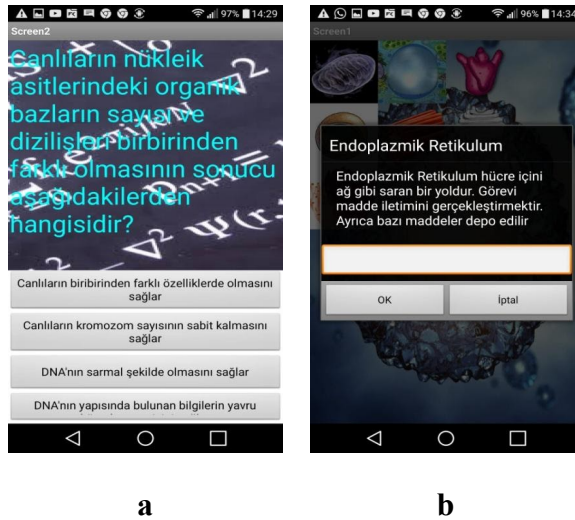 97% 14:29
Screen2
Canlıların nükleik
asitlerindeki organik
bazların sayısı ve
dizilişleri birbirinden
farklı olmasının sonucu
aşağıdakilerden
hangisidir?
Canlıların biribirinden farklı özelliklerde olmasını
sağlar
Canlıların kromozom sayısının sabit kalmasını
sağlar
DNA'nın sarmal şekilde olmasını sağlar
DNA'nın yapısında bulunan bilgilerin yavru
a
96% 14:34
Screen1
Endoplazmik Retikulum
Endoplazmik Retikulum hücre içini
ağ gibi saran bir yoldur. Görevi
madde iletimini gerçekleştirmektir.
Ayrıca bazı maddeler depo edilir
OK
İptal
b